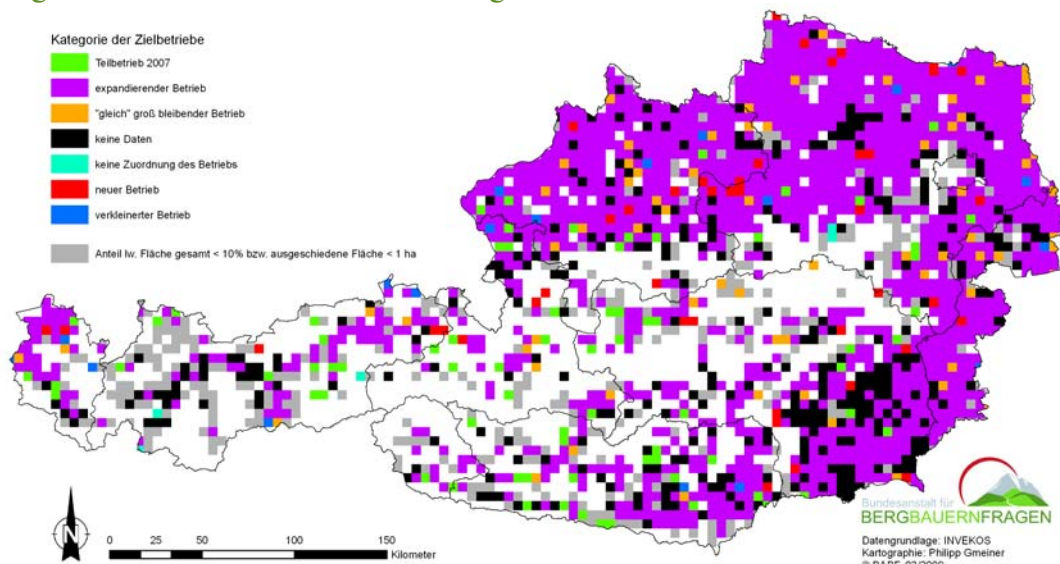 Kategorie der Zielbetriebe
Teilbetrieb 2007
expandierender Betrieb
"gleich" groß bleibender Betrieb
keine Daten
keine Zuordnung des Betriebs
neuer Betrieb
verkleinerter Betrieb
Anteil lw. Fläche gesamt < 10% bzw. ausgeschiedene Fläche < 1 ha
N
0 25 50 100 150
Kilometer
Bundesanstalt für
BERGBAUERNFRAGEN
Datengrundlage: INVEKOS
Kartographie: Philipp Gmeiner